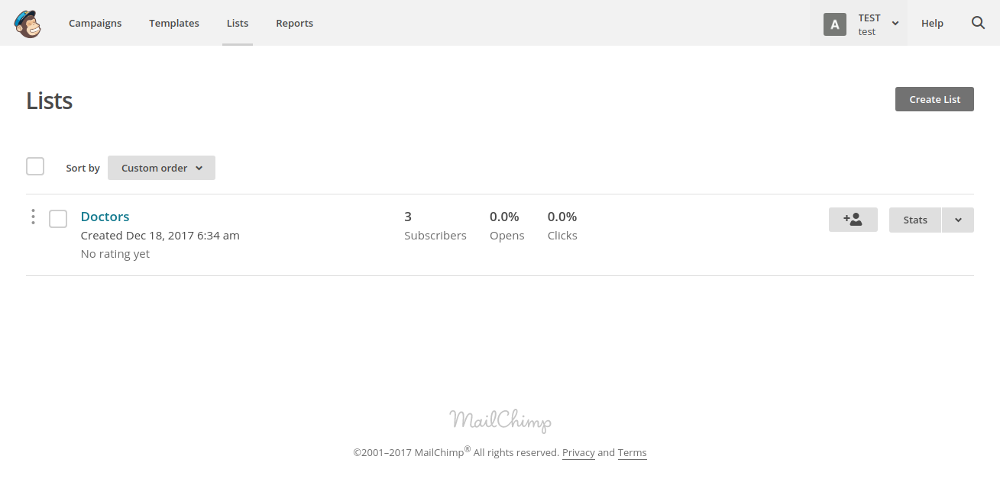 Campaigns Templates Lists Reports A TEST test Help
Lists Create List
Sort by Custom order
Doctors 3 0.0% 0.0% Stats
Created Dec 18, 2017 6:34 am Subscribers Opens Clicks
No rating yet
MailChimp
©2001–2017 MailChimp® All rights reserved. Privacy and Terms